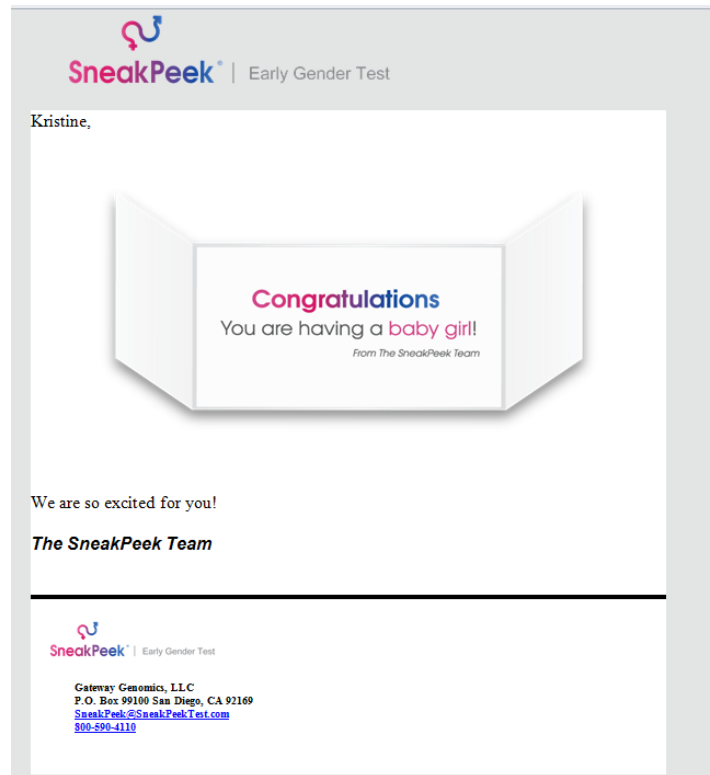 SneakPeek® | Early Gender Test
Kristine,
Congratulations
You are having a baby girl!
From The SneakPeek Team
We are so excited for you!
The SneakPeek Team
SneakPeek® | Early Gender Test
Gateway Genomics, LLC
P.O. Box 99100 San Diego, CA 92169
SneakPeek@SneakPeekTest.com
800-590-4110